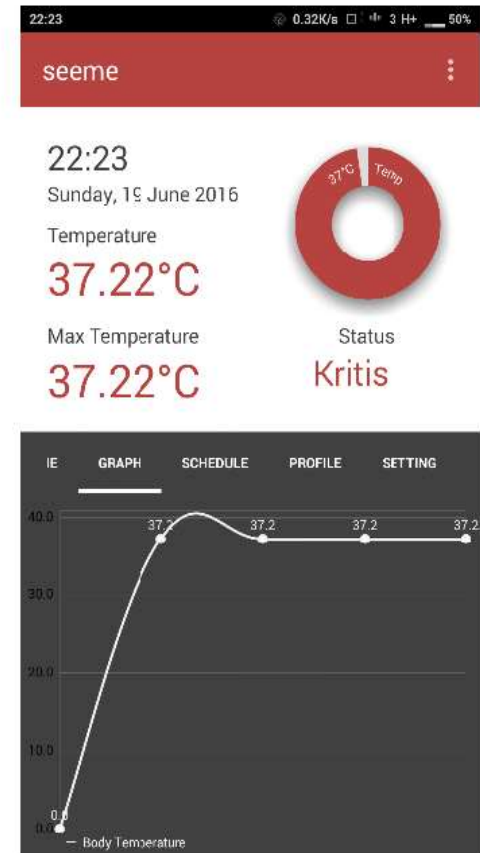 22:23
0.32K/s 3 H+ 50%
seeme
22:23
Sunday, 19 June 2016
Temperature
37.22°C
Max Temperature
37.22°C
37°C Temp
Status
Kritis
IE GRAPH SCHEDULE PROFILE SETTING
40.0
37.2 37.2 37.2 37.2
30.0
20.0
10.0
0.0
0.0
Body Temperature